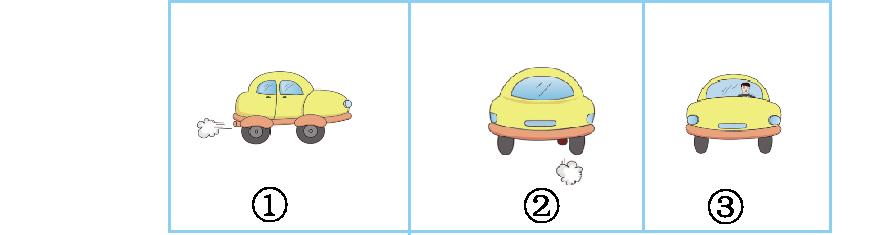 ① ② ③